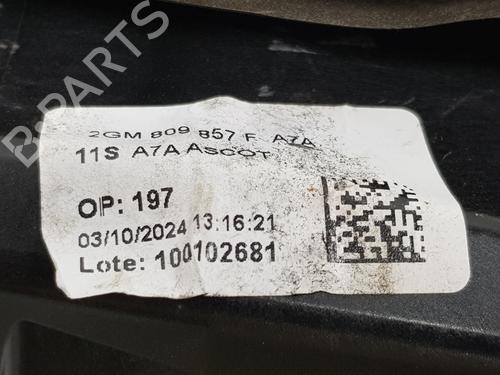 2GM 809 857 F A7A
11S A7A ASCOT
OP: 197
03/10/2024 13:16:21
Lote: 100102681
B PARTS